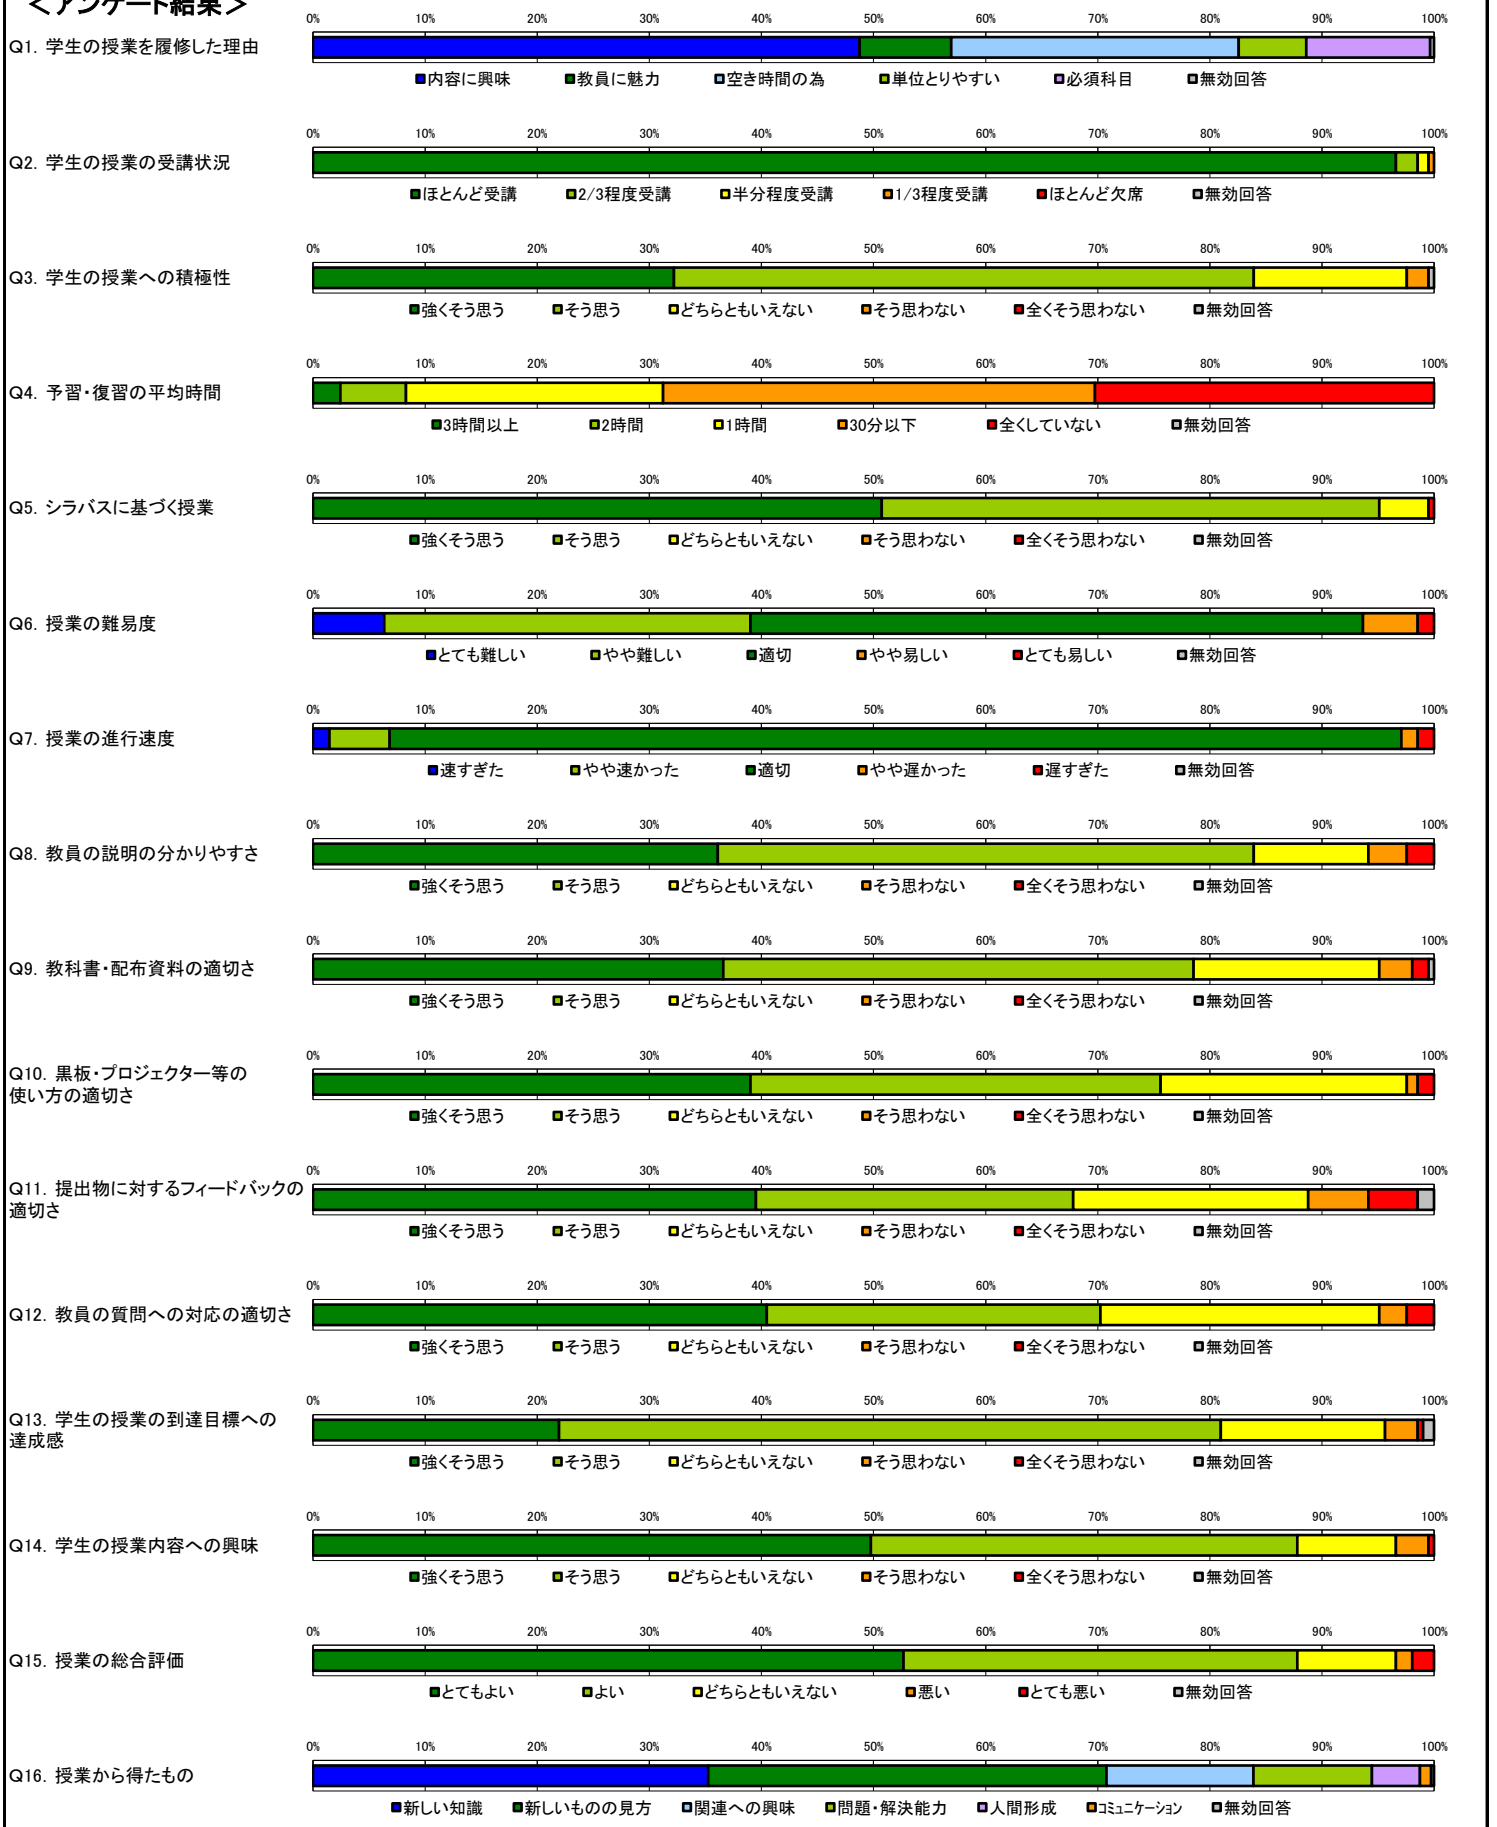 ＜アンケート結果＞
0% 10% 20% 30% 40% 50% 60% 70% 80% 90% 100%
Q1. 学生の授業を履修した理由
内容に興味 教員に魅力 空き時間の為 単位とりやすい 必須科目 無効回答
0% 10% 20% 30% 40% 50% 60% 70% 80% 90% 100%
Q2. 学生の授業の受講状況
ほとんど受講 2/3程度受講 半分程度受講 1/3程度受講 ほとんど欠席 無効回答
0% 10% 20% 30% 40% 50% 60% 70% 80% 90% 100%
Q3. 学生の授業への積極性
強くそう思う そう思う どちらともいえない そう思わない 全くそう思わない 無効回答
0% 10% 20% 30% 40% 50% 60% 70% 80% 90% 100%
Q4. 予習・復習の平均時間
3時間以上 2時間 1時間 30分以下 全くしていない 無効回答
0% 10% 20% 30% 40% 50% 60% 70% 80% 90% 100%
Q5. シラバスに基づく授業
強くそう思う そう思う どちらともいえない そう思わない 全くそう思わない 無効回答
0% 10% 20% 30% 40% 50% 60% 70% 80% 90% 100%
Q6. 授業の難易度
とても難しい やや難しい 適切 やや易しい とても易しい 無効回答
0% 10% 20% 30% 40% 50% 60% 70% 80% 90% 100%
Q7. 授業の進行速度
速すぎた やや速かった 適切 やや遅かった 遅すぎた 無効回答
0% 10% 20% 30% 40% 50% 60% 70% 80% 90% 100%
Q8. 教員の説明の分かりやすさ
強くそう思う そう思う どちらともいえない そう思わない 全くそう思わない 無効回答
0% 10% 20% 30% 40% 50% 60% 70% 80% 90% 100%
Q9. 教科書・配布資料の適切さ
強くそう思う そう思う どちらともいえない そう思わない 全くそう思わない 無効回答
0% 10% 20% 30% 40% 50% 60% 70% 80% 90% 100%
Q10. 黒板・プロジェクター等の
使い方の適切さ
強くそう思う そう思う どちらともいえない そう思わない 全くそう思わない 無効回答
0% 10% 20% 30% 40% 50% 60% 70% 80% 90% 100%
Q11. 提出物に対するフィードバックの
適切さ
強くそう思う そう思う どちらともいえない そう思わない 全くそう思わない 無効回答
0% 10% 20% 30% 40% 50% 60% 70% 80% 90% 100%
Q12. 教員の質問への対応の適切さ
強くそう思う そう思う どちらともいえない そう思わない 全くそう思わない 無効回答
0% 10% 20% 30% 40% 50% 60% 70% 80% 90% 100%
Q13. 学生の授業の到達目標への
達成感
強くそう思う そう思う どちらともいえない そう思わない 全くそう思わない 無効回答
0% 10% 20% 30% 40% 50% 60% 70% 80% 90% 100%
Q14. 学生の授業内容への興味
強くそう思う そう思う どちらともいえない そう思わない 全くそう思わない 無効回答
0% 10% 20% 30% 40% 50% 60% 70% 80% 90% 100%
Q15. 授業の総合評価
とてもよい よい どちらともいえない 悪い とても悪い 無効回答
0% 10% 20% 30% 40% 50% 60% 70% 80% 90% 100%
Q16. 授業から得たもの
新しい知識 新しいものの見方 関連への興味 問題・解決能力 人間形成 ｺﾐｭﾆｹｰｼｮﾝ 無効回答